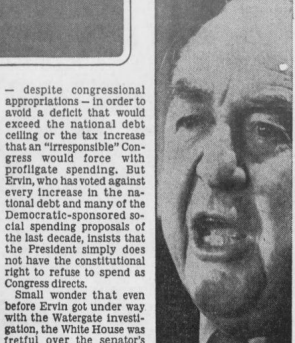 — despite congressional
appropriations — in order to
avoid a deficit that would
exceed the national debt
ceiling or the tax increase
that an "irresponsible" Con-
gress would force with
profligate spending. But
Ervin, who has voted against
every increase in the na-
tional debt and many of the
Democratic-sponsored so-
cial spending proposals of
the last decade, insists that
the President simply does
not have the constitutional
right to refuse to spend as
Congress directs.
Small wonder that even
before Ervin got under way
with the Watergate investi-
gation, the White House was
fretful over the senator's